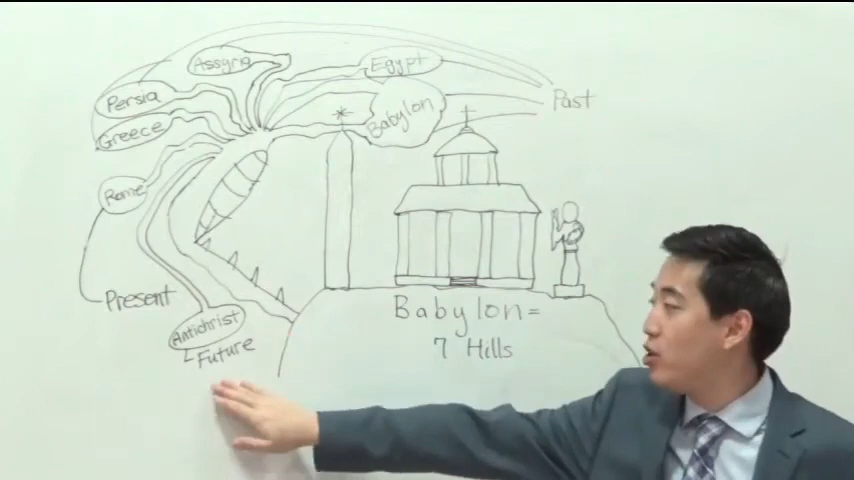 Assyria
Egypt
Persia
Past
Babylon
Greece
Rome
Present
Babylon =
7 Hills
Antichrist
Future